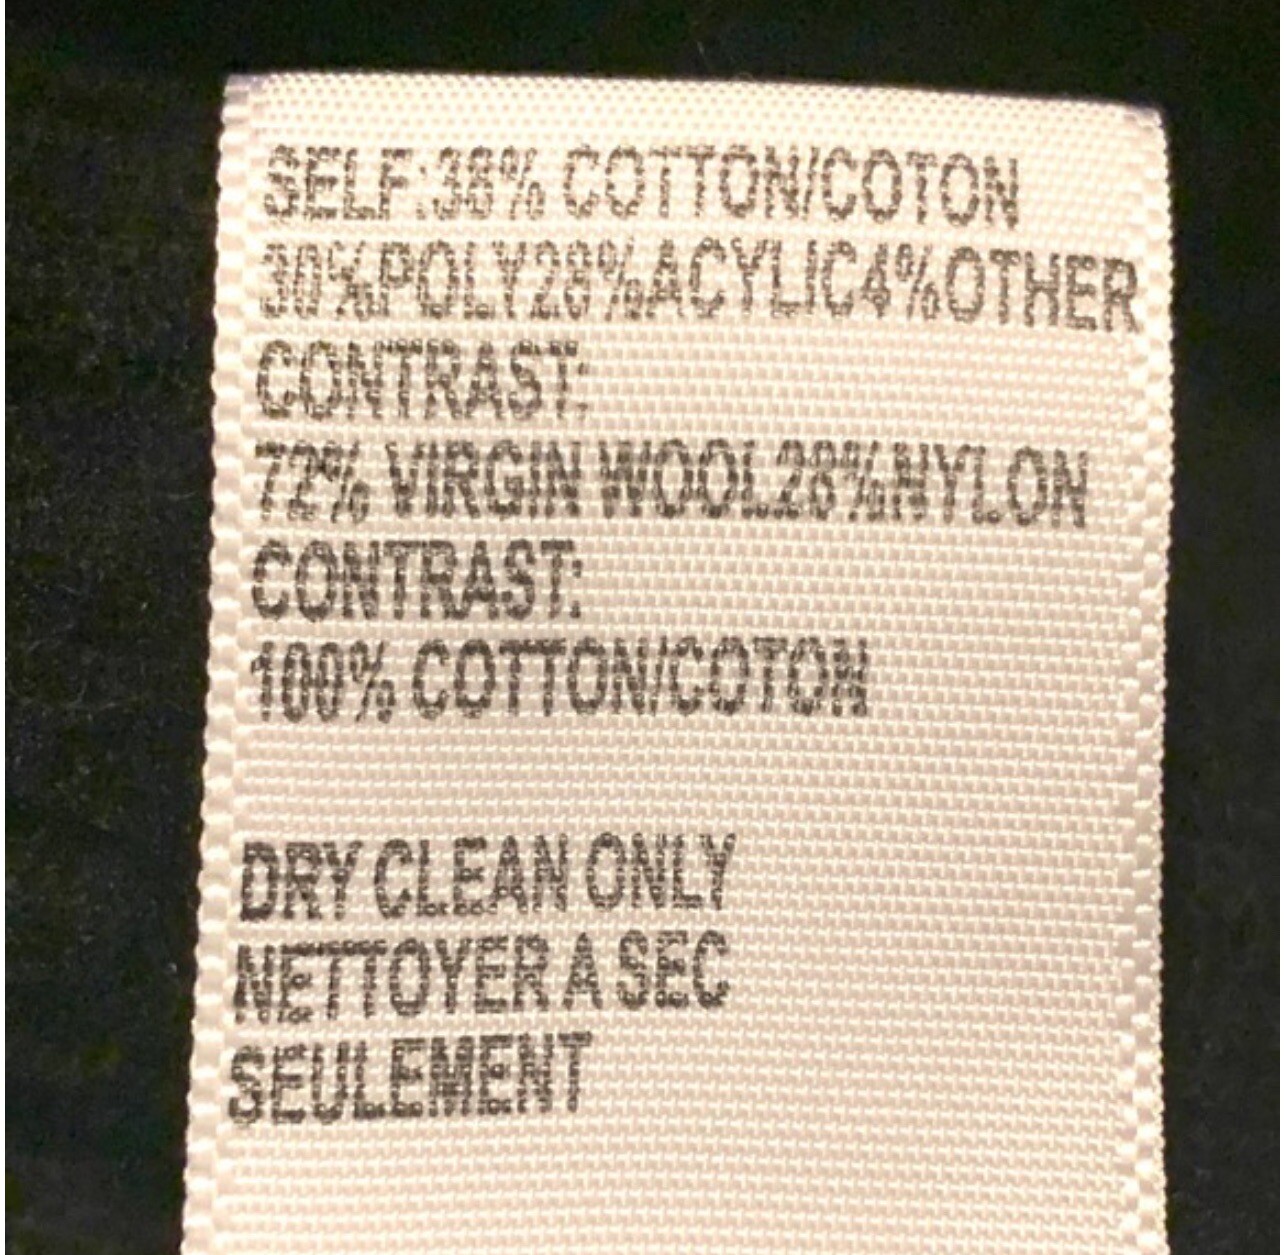 SELF:38% COTTON/COTON
30%POLY28%ACYLIC4%OTHER
CONTRAST:
72% VIRGIN WOOL28%NYLON
CONTRAST:
100% COTTON/COTON
DRY CLEAN ONLY
NETTOYER A SEC
SEULEMENT